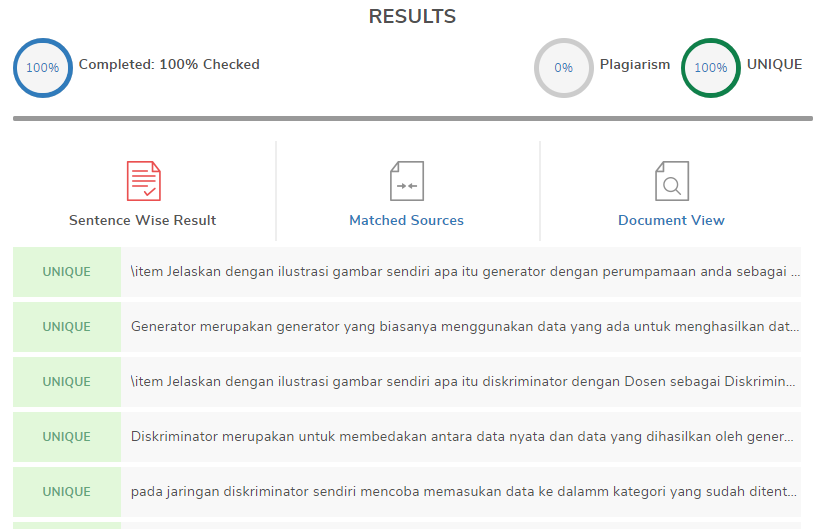 RESULTS
100% Completed: 100% Checked 0% Plagiarism 100% UNIQUE
Sentence Wise Result Matched Sources Document View
UNIQUE \item Jelaskan dengan ilustrasi gambar sendiri apa itu generator dengan perumpamaan anda sebagai ...
UNIQUE Generator merupakan generator yang biasanya menggunakan data yang ada untuk menghasilkan dat...
UNIQUE \item Jelaskan dengan ilustrasi gambar sendiri apa itu diskriminator dengan Dosen sebagai Diskrimin...
UNIQUE Diskriminator merupakan untuk membedakan antara data nyata dan data yang dihasilkan oleh gener...
UNIQUE pada jaringan diskriminator sendiri mencoba memasukan data ke dalamm kategori yang sudah ditent...